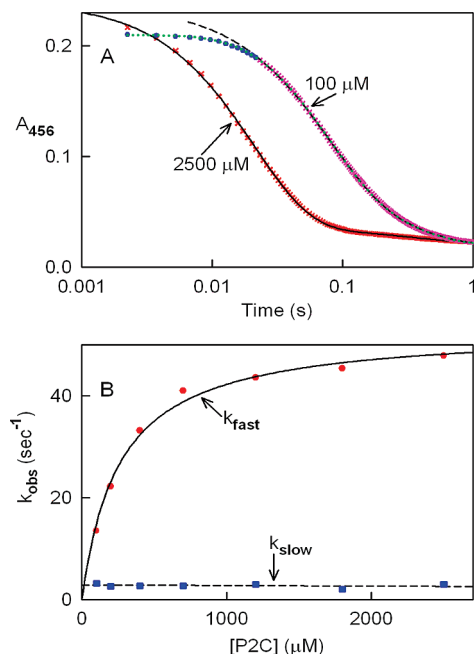 A
0.2
100 μM
A456
2500 μM
0.1
0.0
0.001 0.01 0.1 1
Time (s)
B
40
kfast
kobs (sec-1)
20
kslow
0
0 1000 2000
[P2C] (μM)